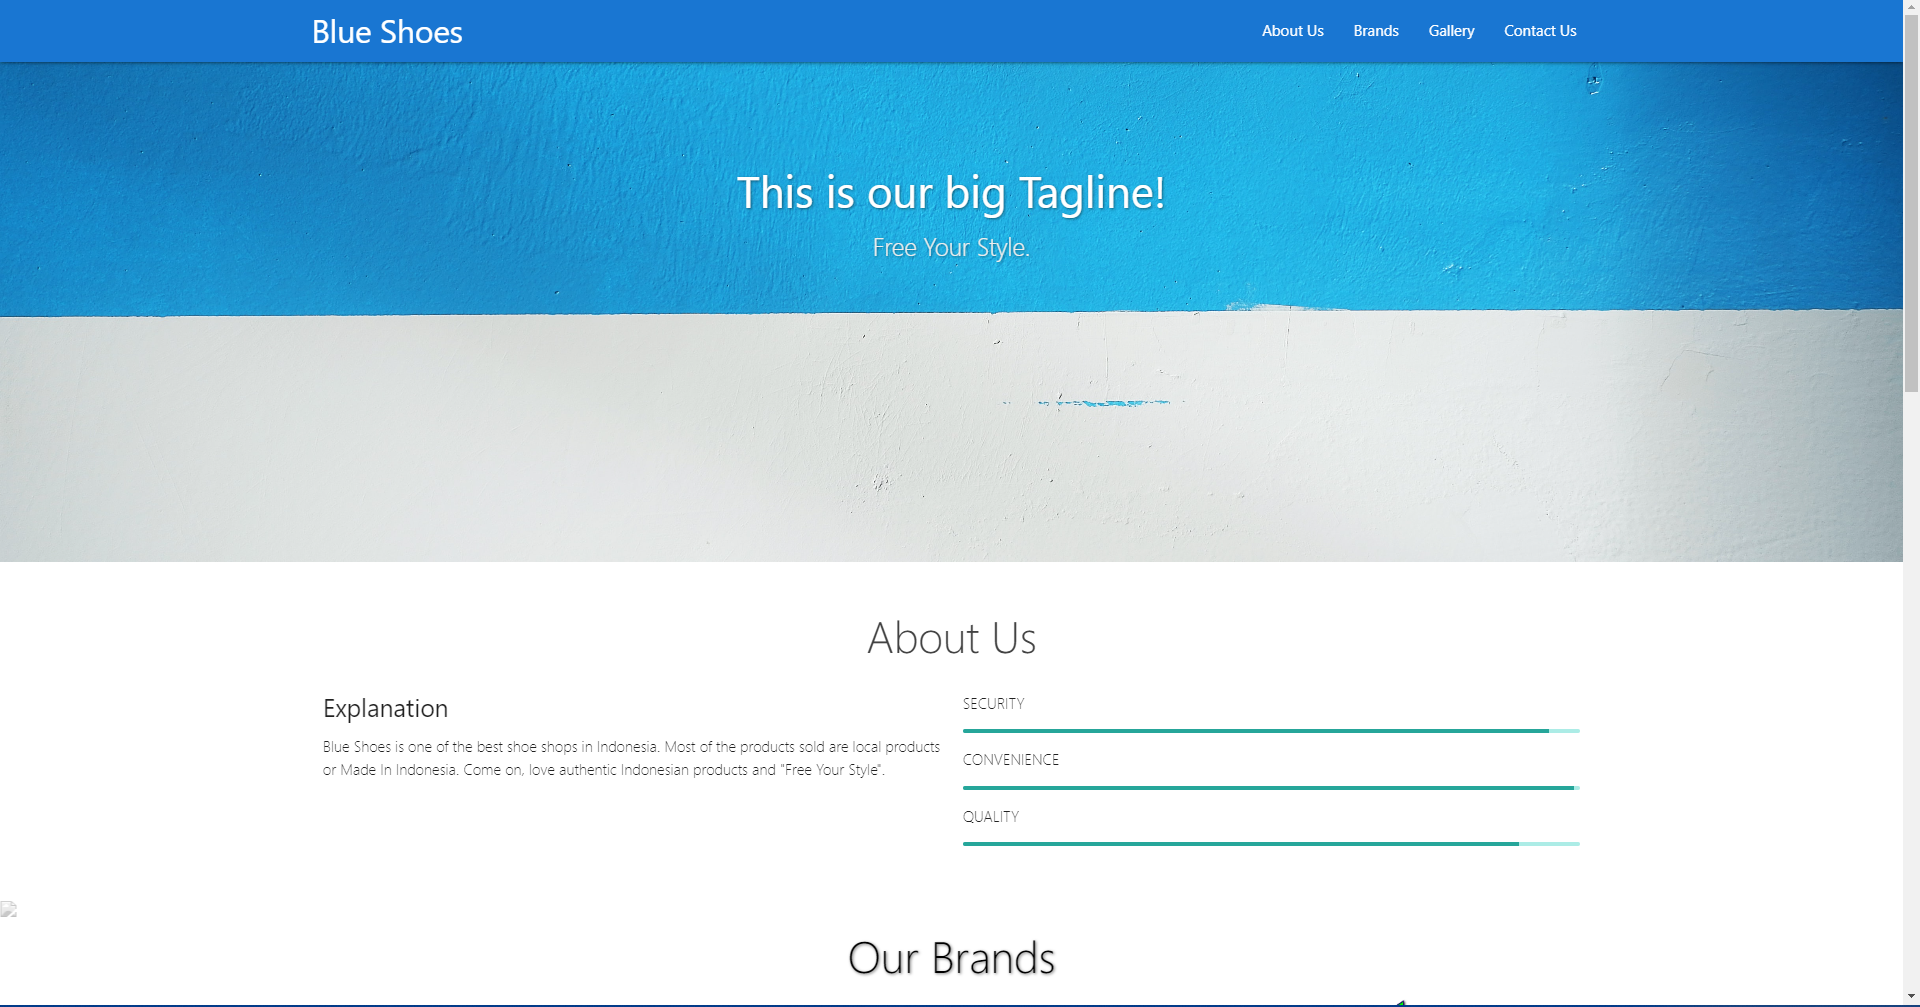 Blue Shoes
About Us
Brands
Gallery
Contact Us
This is our big Tagline!
Free Your Style.
About Us
Explanation
Blue Shoes is one of the best shoe shops in Indonesia. Most of the products sold are local products
or Made In Indonesia. Come on, love authentic Indonesian products and "Free Your Style".
SECURITY
CONVENIENCE
QUALITY
Our Brands